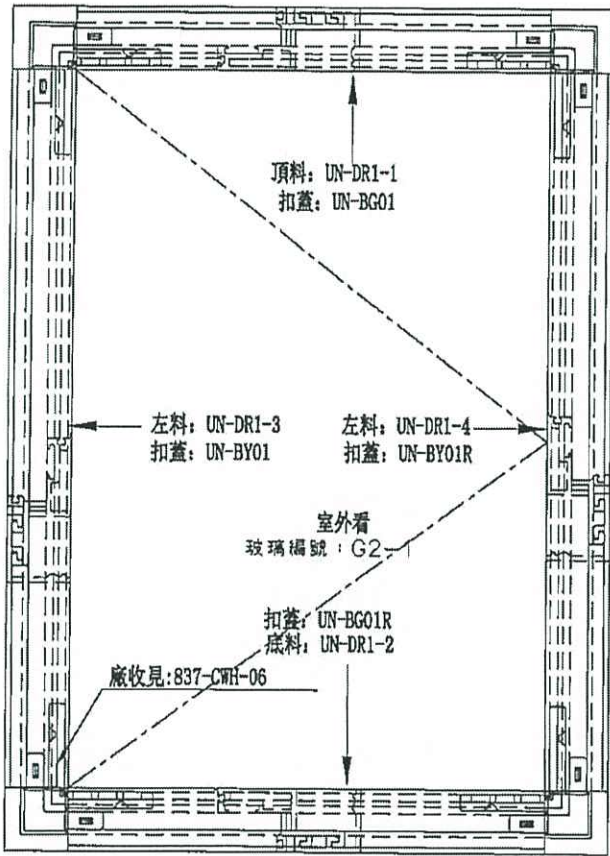 頂料: UN-DR1-1
扣蓋: UN-BG01
左料: UN-DR1-3
扣蓋: UN-BY01
左料: UN-DR1-4
扣蓋: UN-BY01R
室外看
玻璃編號：G2-1
扣蓋: UN-BG01R
底料: UN-DR1-2
廠收見:837-CWH-06